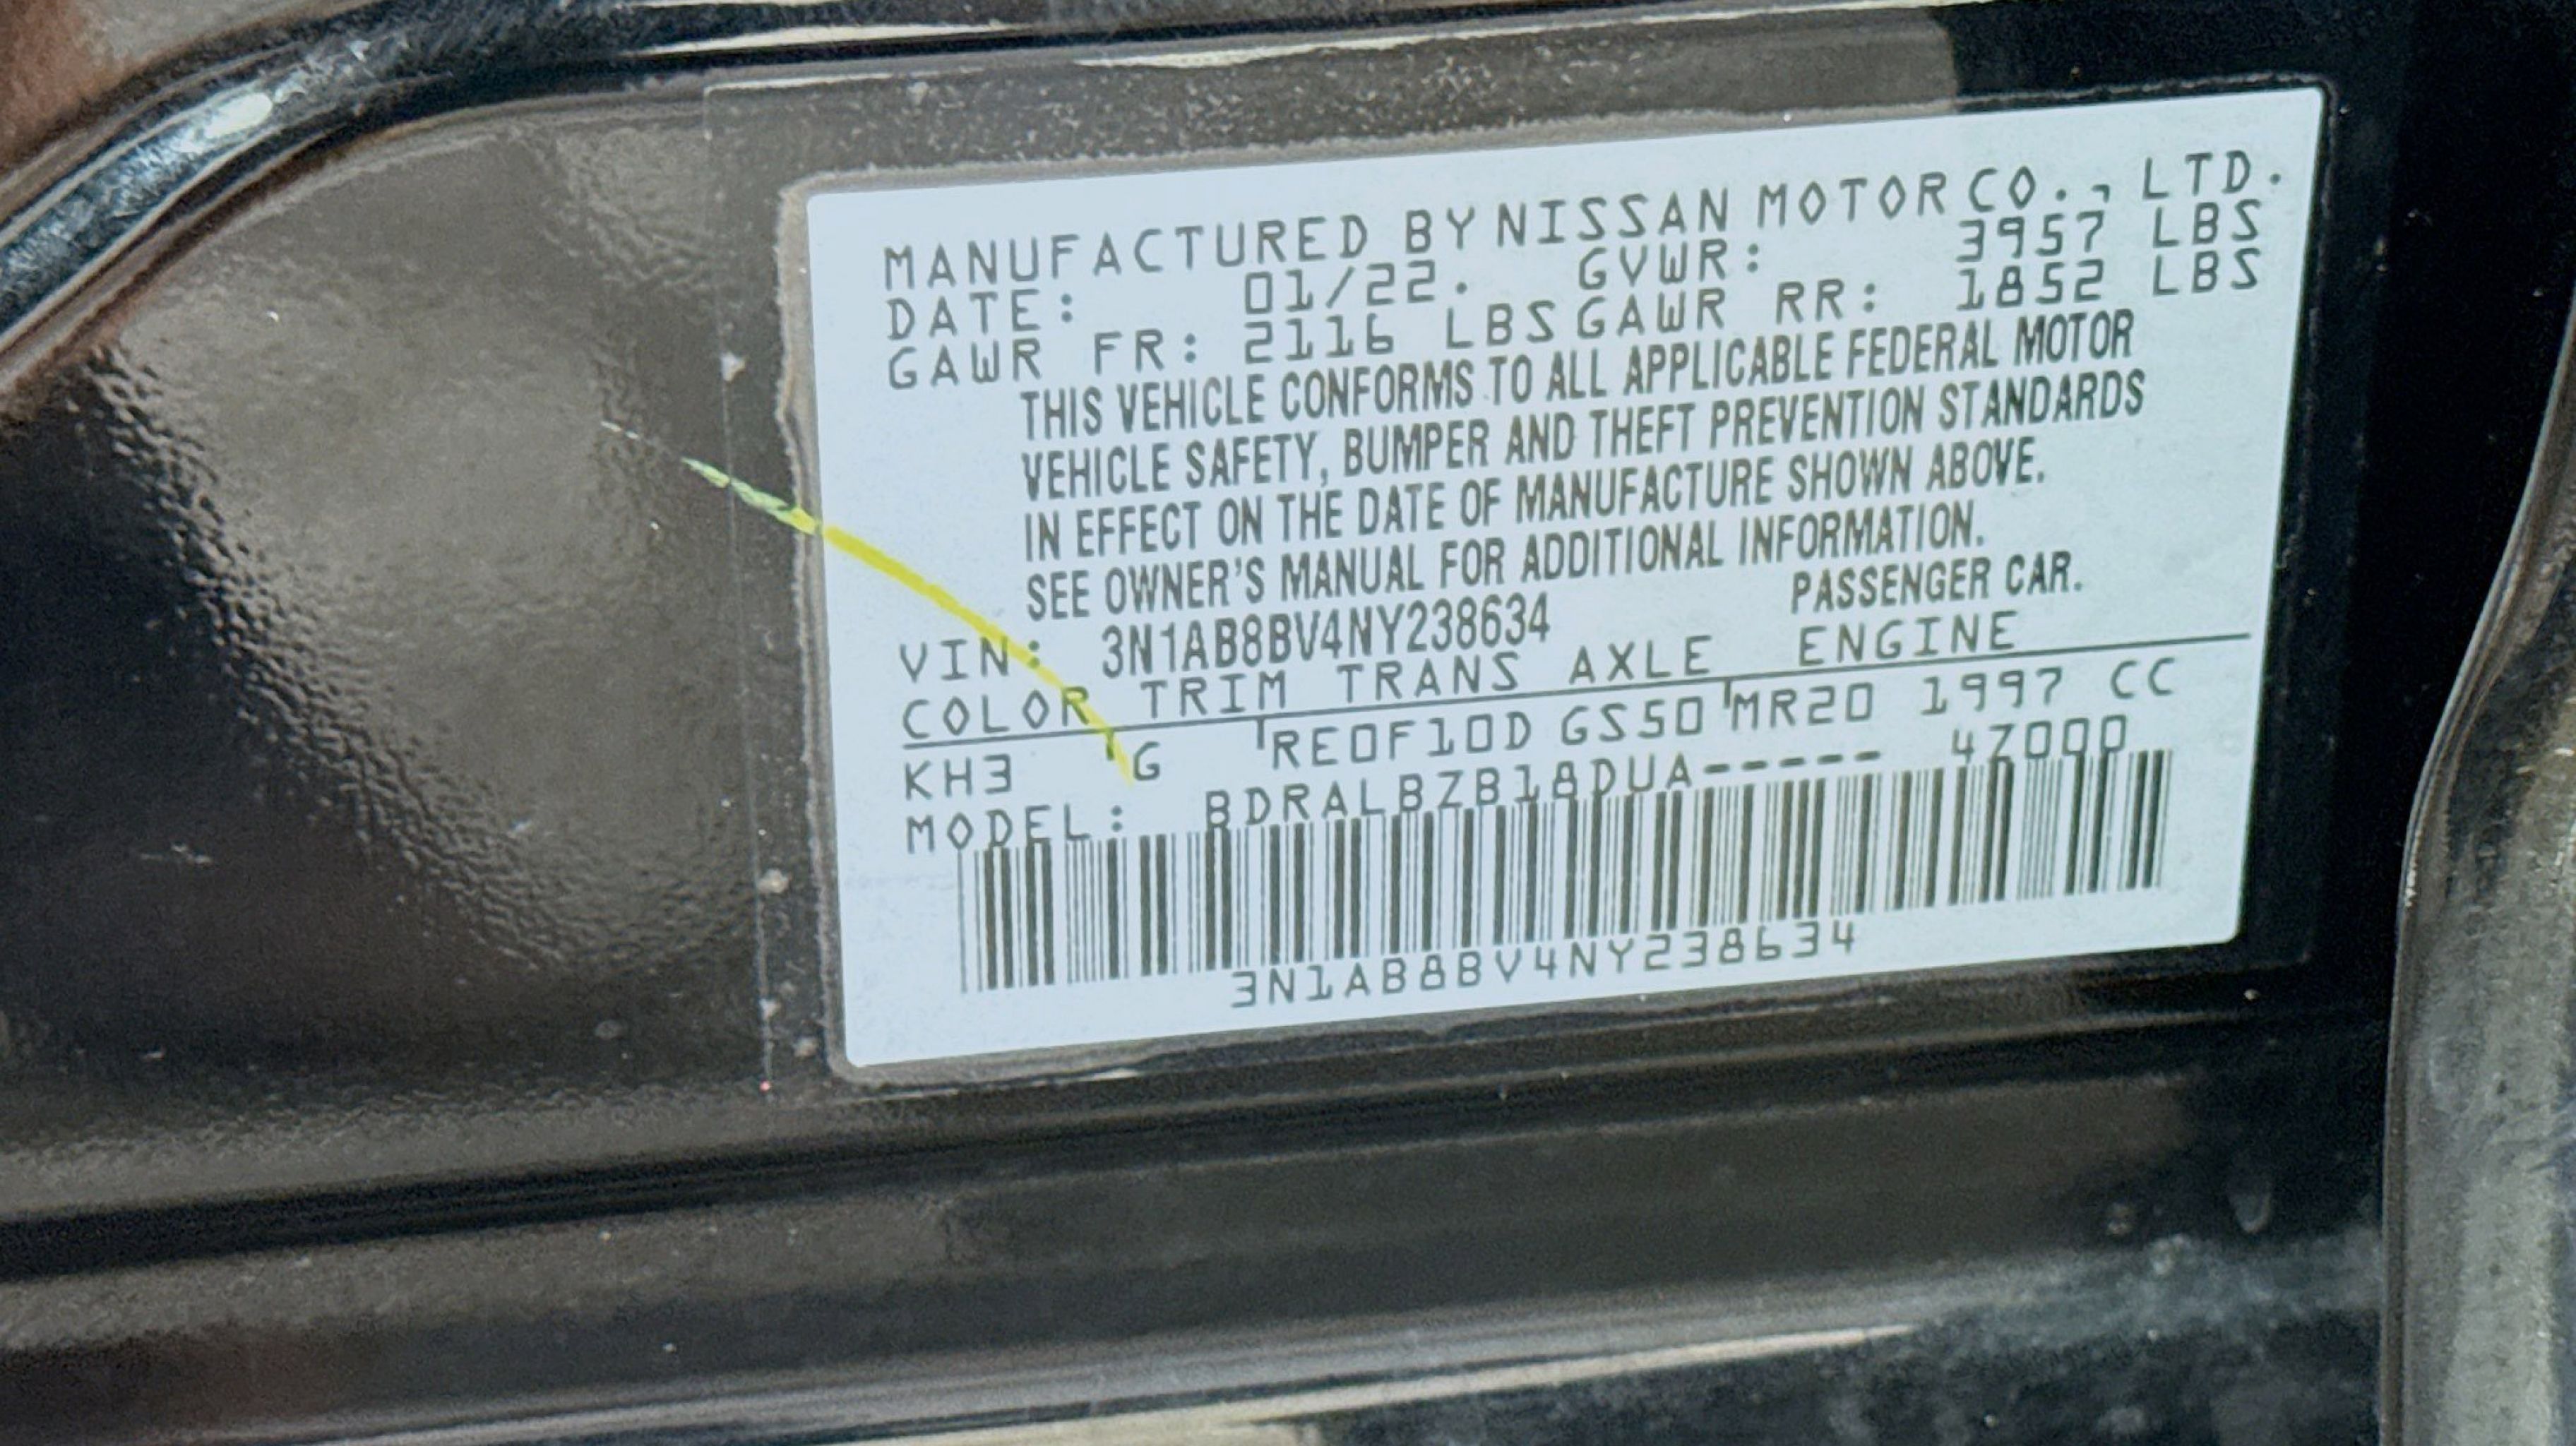 MANUFACTURED BY NISSAN MOTOR CO., LTD.
DATE: 01/22. GVWR: 3957 LBS
GAWR FR: 2116 LBS GAWR RR: 1852 LBS
THIS VEHICLE CONFORMS TO ALL APPLICABLE FEDERAL MOTOR
VEHICLE SAFETY, BUMPER AND THEFT PREVENTION STANDARDS
IN EFFECT ON THE DATE OF MANUFACTURE SHOWN ABOVE.
SEE OWNER'S MANUAL FOR ADDITIONAL INFORMATION.
VIN: 3N1AB8BV4NY238634 PASSENGER CAR.
COLOR TRIM TRANS AXLE ENGINE
KH3 G RE0F10D GS50 MR20 1997 CC
MODEL: BDRALBZB18DUA----- 4Z000
3N1AB8BV4NY238634